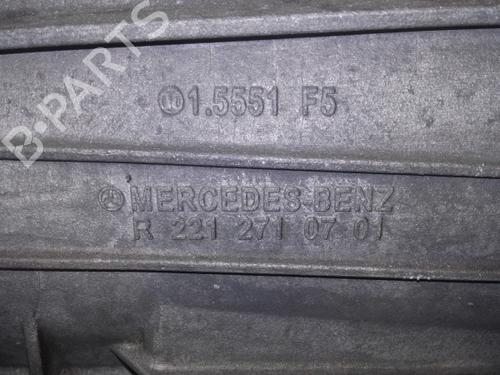 B-PARTS
1.5551 F5
MERCEDES-BENZ
R 221 271 07 01